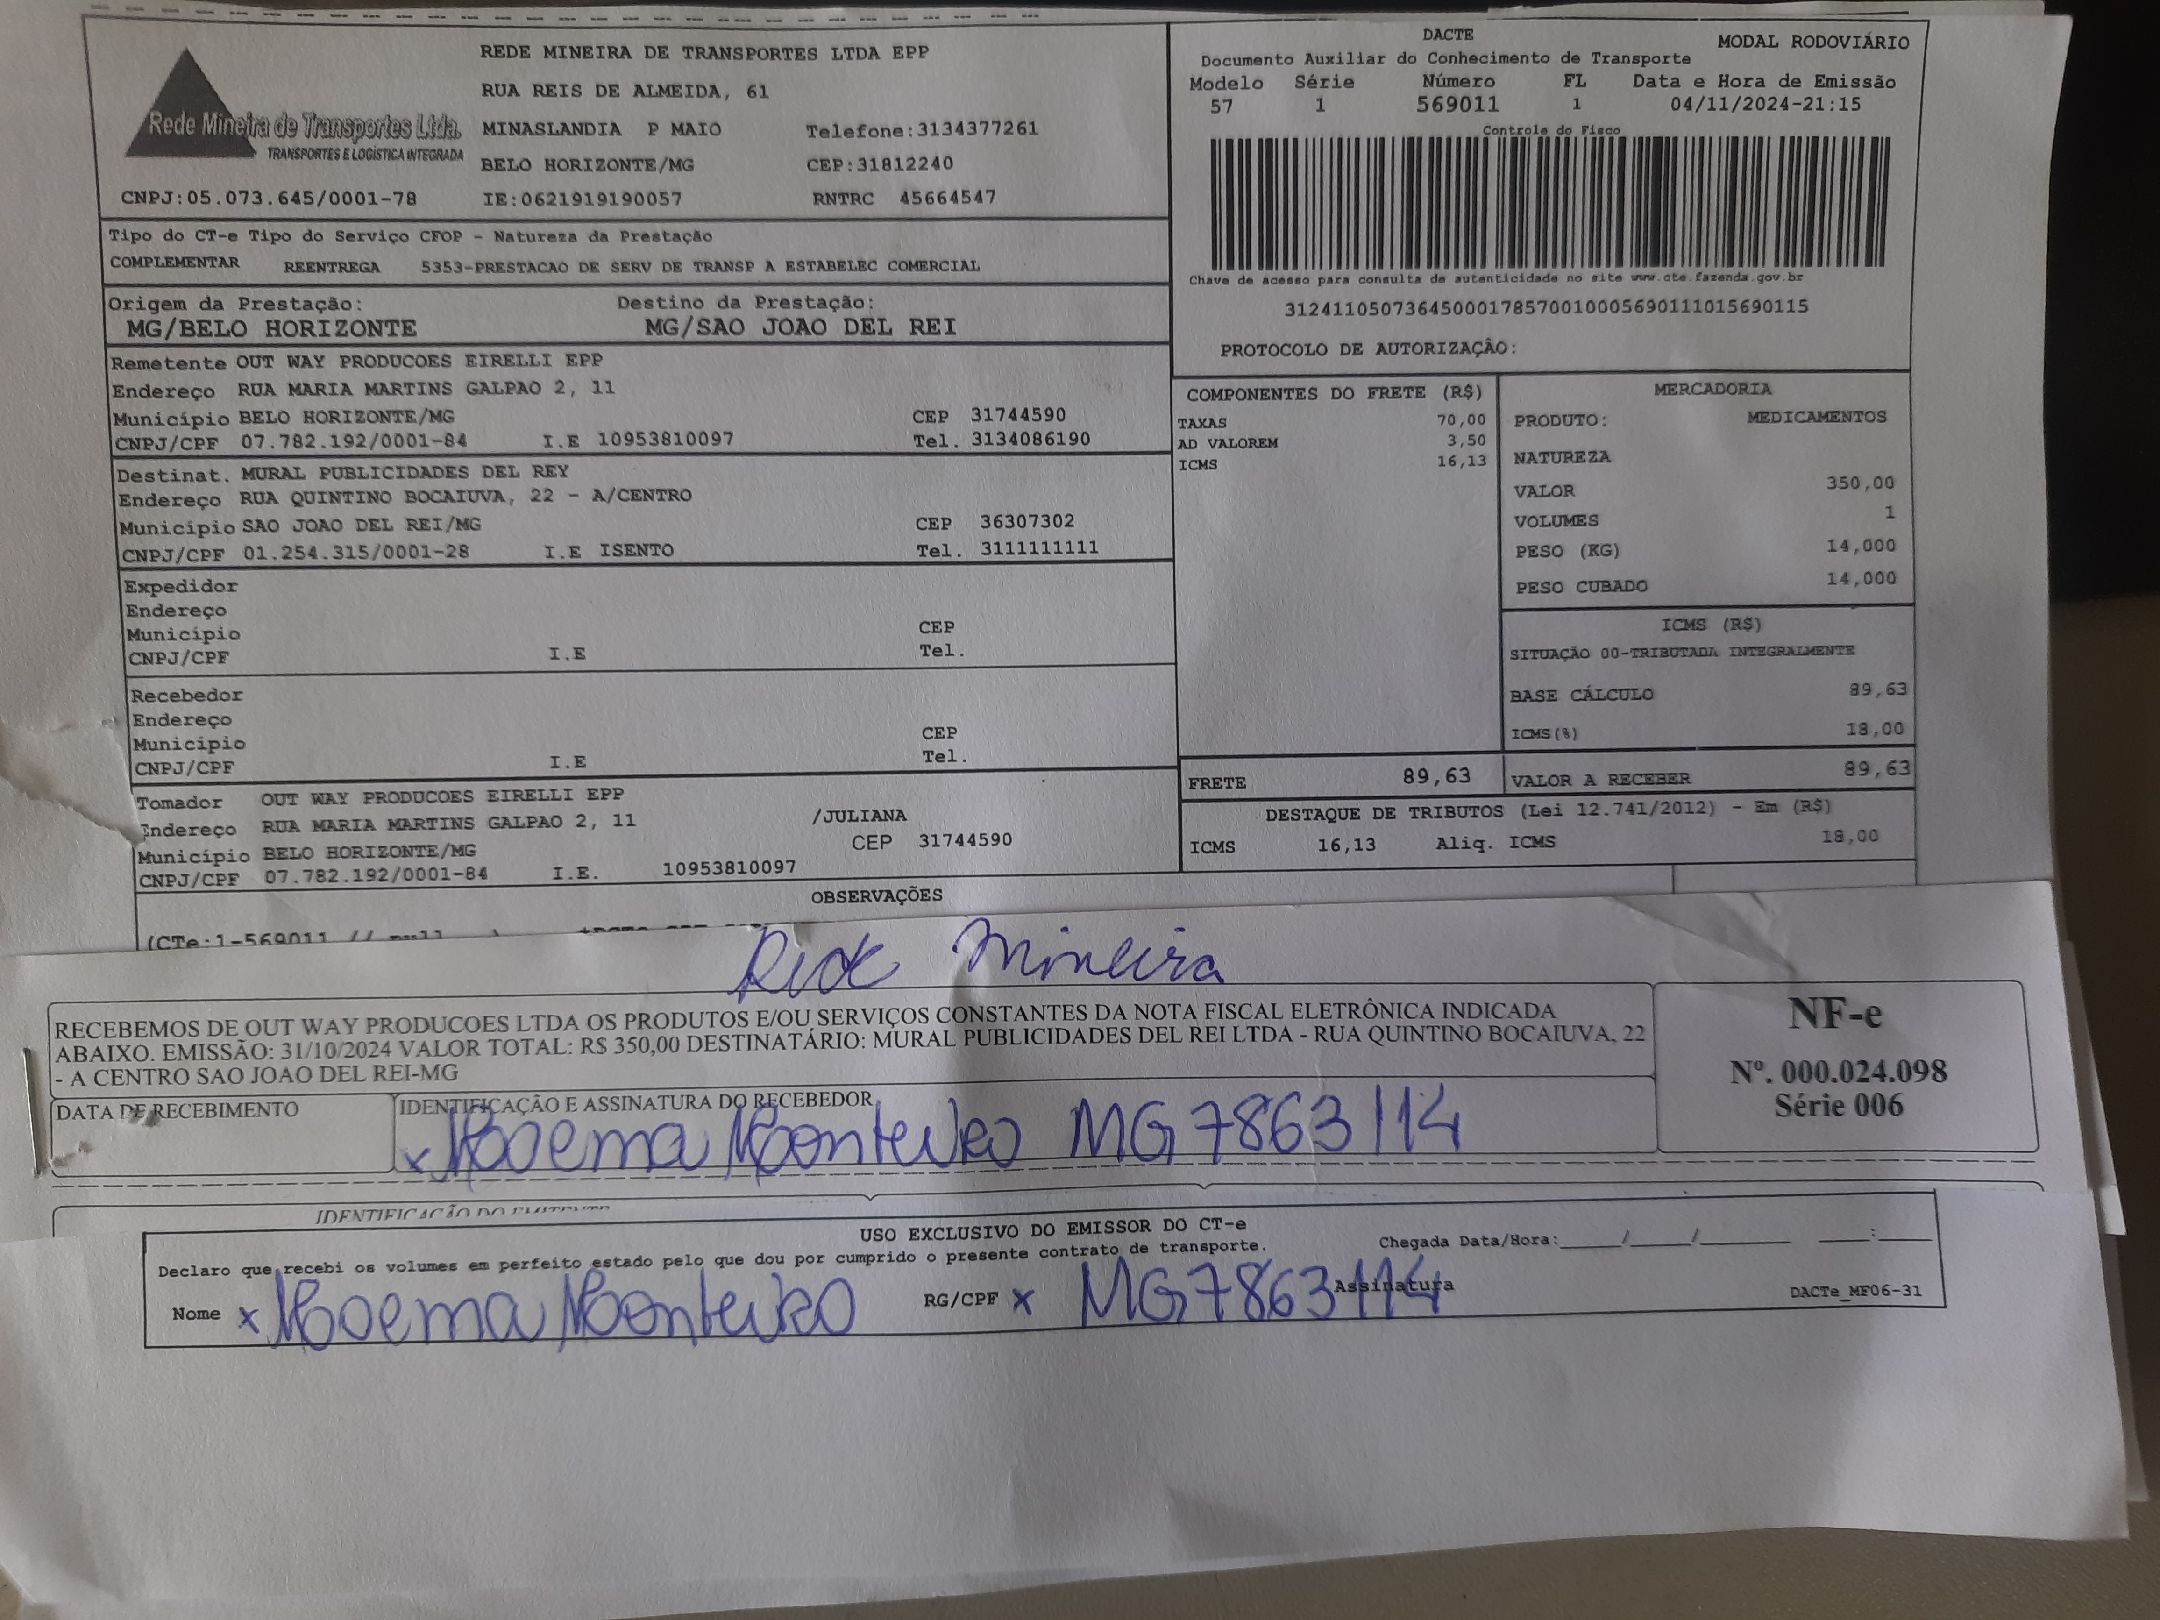 Rede Mineira de Transportes Ltda.
TRANSPORTES E LOGÍSTICA INTEGRADA
REDE MINEIRA DE TRANSPORTES LTDA EPP
RUA REIS DE ALMEIDA, 61
MINASLANDIA P MAIO Telefone:3134377261
BELO HORIZONTE/MG CEP:31812240
CNPJ:05.073.645/0001-78 IE:0621919190057 RNTRC 45664547
DACTE
MODAL RODOVIÁRIO
Documento Auxiliar do Conhecimento de Transporte
Modelo Série Número FL Data e Hora de Emissão
57 1 569011 1 04/11/2024-21:15
Controle do Fisco
Chave de acesso para consulta de autenticidade no site www.cte.fazenda.gov.br
31241105073645000178570010005690111015690115
PROTOCOLO DE AUTORIZAÇÃO:
Tipo do CT-e Tipo do Serviço CFOP - Natureza da Prestação
COMPLEMENTAR REENTREGA 5353-PRESTACAO DE SERV DE TRANSP A ESTABELEC COMERCIAL
Origem da Prestação: Destino da Prestação:
MG/BELO HORIZONTE MG/SAO JOAO DEL REI
Remetente OUT WAY PRODUCOES EIRELLI EPP
Endereço RUA MARIA MARTINS GALPAO 2, 11
Município BELO HORIZONTE/MG CEP 31744590
CNPJ/CPF 07.782.192/0001-84 I.E 10953810097 Tel. 3134086190
Destinat. MURAL PUBLICIDADES DEL REY
Endereço RUA QUINTINO BOCAIUVA, 22 - A/CENTRO
Município SAO JOAO DEL REI/MG CEP 36307302
CNPJ/CPF 01.254.315/0001-28 I.E ISENTO Tel. 3111111111
Expedidor
Endereço
Município CEP
CNPJ/CPF I.E Tel.
Recebedor
Endereço
Município CEP
CNPJ/CPF I.E Tel.
Tomador OUT WAY PRODUCOES EIRELLI EPP
/JULIANA
Endereço RUA MARIA MARTINS GALPAO 2, 11
Município BELO HORIZONTE/MG CEP 31744590
CNPJ/CPF 07.782.192/0001-84 I.E. 10953810097
COMPONENTES DO FRETE (R$)
TAXAS 70,00
AD VALOREM 3,50
ICMS 16,13
MERCADORIA
PRODUTO: MEDICAMENTOS
NATUREZA
VALOR 350,00
VOLUMES 1
PESO (KG) 14,000
PESO CUBADO 14,000
ICMS (R$)
SITUAÇÃO 00-TRIBUTADA INTEGRALMENTE
BASE CÁLCULO 89,63
ICMS(%) 18,00
FRETE 89,63 VALOR A RECEBER 89,63
DESTAQUE DE TRIBUTOS (Lei 12.741/2012) - Em (R$)
ICMS 16,13 Aliq. ICMS 18,00
OBSERVAÇÕES
(CTe:1-569011 // null
Rede Mineira
RECEBEMOS DE OUT WAY PRODUCOES LTDA OS PRODUTOS E/OU SERVIÇOS CONSTANTES DA NOTA FISCAL ELETRÔNICA INDICADA
ABAIXO. EMISSÃO: 31/10/2024 VALOR TOTAL: R$ 350,00 DESTINATÁRIO: MURAL PUBLICIDADES DEL REI LTDA - RUA QUINTINO BOCAIUVA, 22
- A CENTRO SAO JOAO DEL REI-MG
NF-e
Nº. 000.024.098
Série 006
DATA DE RECEBIMENTO IDENTIFICAÇÃO E ASSINATURA DO RECEBEDOR
x Moema Monteiro MG7863114
IDENTIFICAÇÃO DO EMITENTE
USO EXCLUSIVO DO EMISSOR DO CT-e
Declaro que recebi os volumes em perfeito estado pelo que dou por cumprido o presente contrato de transporte. Chegada Data/Hora:_____/_____/________ ____:_____
Nome x Moema Monteiro RG/CPF x MG7863114 Assinatura DACTe_MF06-31